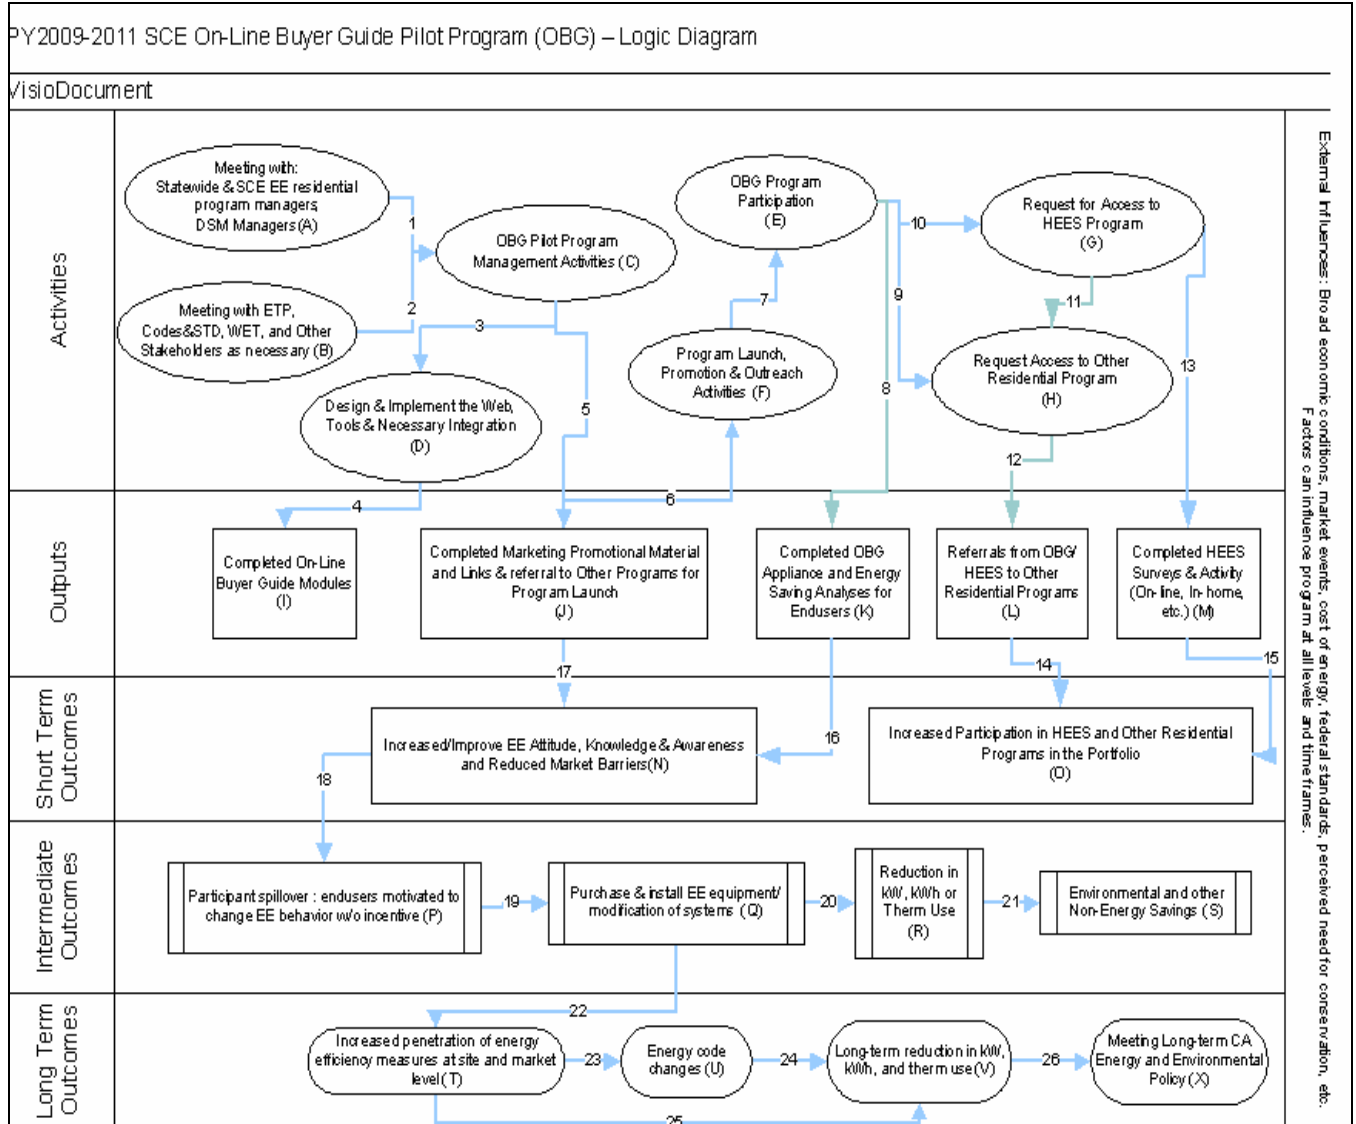 PY2009-2011 SCE On-Line Buyer Guide Pilot Program (OBG) – Logic Diagram
VisioDocument
Activities
Meeting with:
Statewide & SCE EE residential
program managers,
DSM Managers (A)
OBG Pilot Program
Management Activities (C)
Meeting with ETP,
Codes&STD, WET, and Other
Stakeholders as necessary (B)
Design & Implement the Web,
Tools & Necessary Integration
(D)
OBG Program
Participation
(E)
Program Launch,
Promotion & Outreach
Activities (F)
Request for Access to
HEES Program
(G)
Request Access to Other
Residential Program
(H)
1
2
3
4
5
6
7
8
9
10
11
12
13
Outputs
Completed On-Line
Buyer Guide Modules
(I)
Completed Marketing Promotional Material
and Links & referral to Other Programs for
Program Launch
(J)
Completed OBG
Appliance and Energy
Saving Analyses for
Endusers (K)
Referrals from OBG/
HEES to Other
Residential Programs
(L)
Completed HEES
Surveys & Activity
(On-line, In-home,
etc.) (M)
14
15
16
17
Short Term
Outcomes
Increased/Improve EE Attitude, Knowledge & Awareness
and Reduced Market Barriers(N)
Increased Participation in HEES and Other Residential
Programs in the Portfolio
(O)
18
Intermediate
Outcomes
Participant spillover : endusers motivated to
change EE behavior w/o incentive (P)
19
Purchase & install EE equipment/
modification of systems (Q)
20
Reduction in
kW, kWh or
Therm Use
(R)
21
Environmental and other
Non-Energy Savings (S)
22
Long Term
Outcomes
Increased penetration of energy
efficiency measures at site and market
level (T)
23
Energy code
changes (U)
24
Long-term reduction in kW,
kWh, and therm use (V)
26
Meeting Long-term CA
Energy and Environmental
Policy (X)
25
External Influences: Broad economic conditions, market events, cost of energy, federal standards, perceived need for conservation, etc.
Factors can influence program at all levels and time frames.